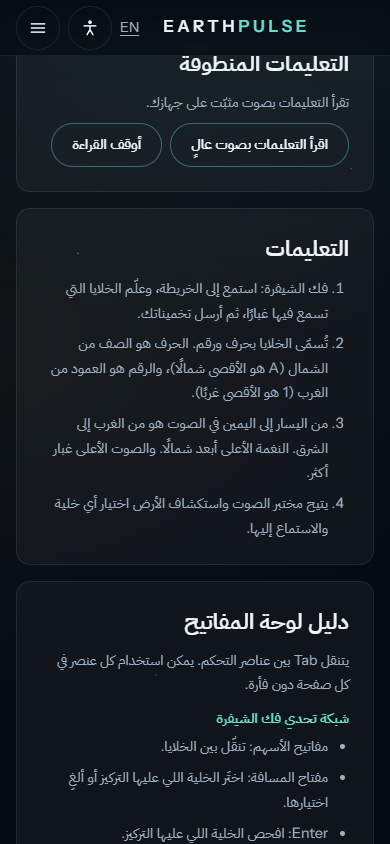 EN
EARTHPULSE
التعليمات المنطوقة
تقرأ التعليمات بصوت مثبّت على جهازك.
اقرأ التعليمات بصوت عالٍ
أوقف القراءة
التعليمات
1. فك الشيفرة: استمع إلى الخريطة، وعلّم الخلايا التي
تسمع فيها غبارًا، ثم أرسل تخميناتك.
2. تُسمّى الخلايا بحرف ورقم. الحرف هو الصف من
الشمال (A هو الأقصى شمالًا)، والرقم هو العمود من
الغرب (1 هو الأقصى غربًا).
3. من اليسار إلى اليمين في الصوت هو من الغرب إلى
الشرق. النغمة الأعلى أبعد شمالًا. والصوت الأعلى غبار
أكثر.
4. يتيح مختبر الصوت واستكشاف الأرض اختيار أي خلية
والاستماع إليها.
دليل لوحة المفاتيح
يتنقل Tab بين عناصر التحكم. يمكن استخدام كل عنصر في
كل صفحة دون فأرة.
شبكة تحدي فك الشيفرة
• مفاتيح الأسهم: تنقّل بين الخلايا.
• مفتاح المسافة: اختَر الخلية اللي عليها التركيز أو ألغِ
اختيارها.
• Enter: افحص الخلية اللي عليها التركيز.